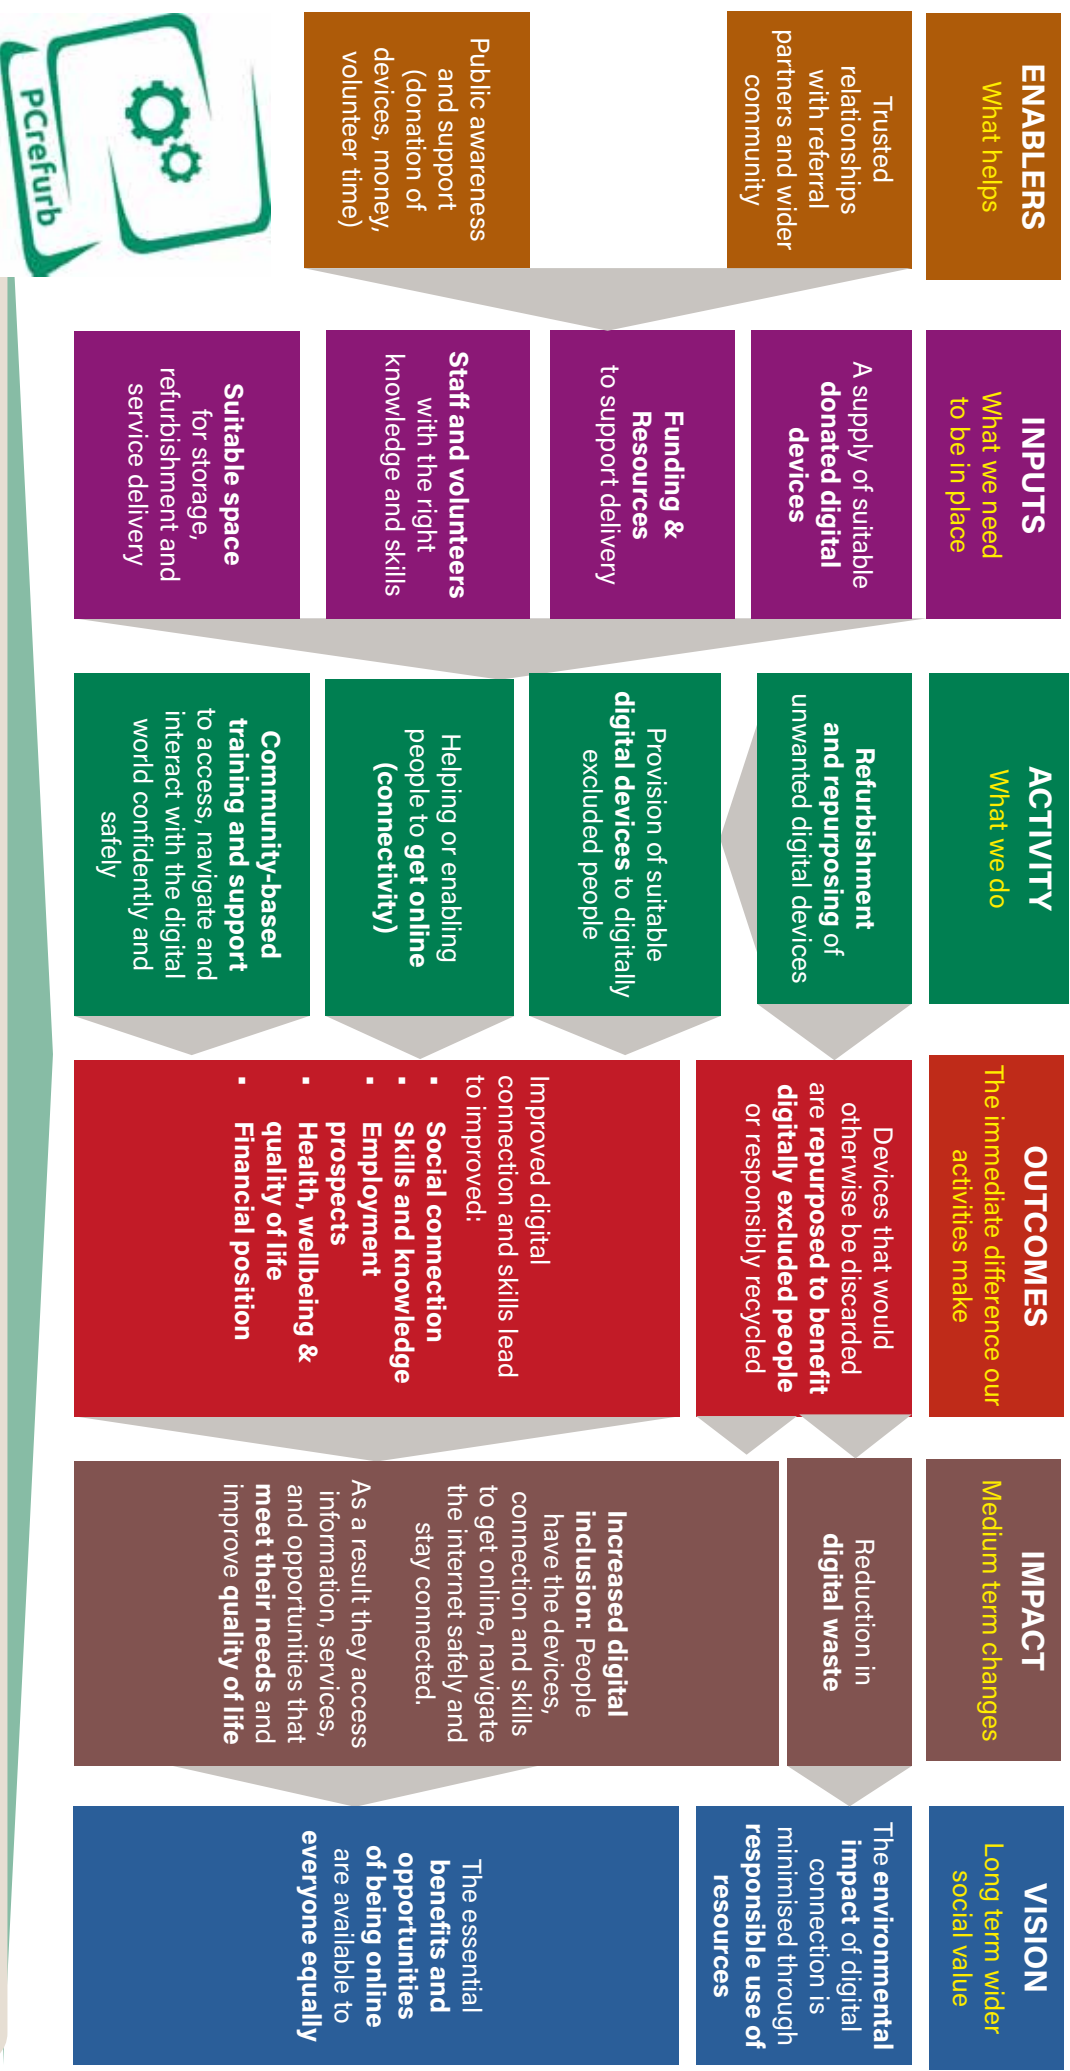 ENABLERS
What helps
Trusted
relationships
with referral
partners and wider
community
Public awareness
and support
(donation of
devices, money,
volunteer time)
INPUTS
What we need
to be in place
A supply of suitable
donated digital
devices
Funding &
Resources
to support delivery
Staff and volunteers
with the right
knowledge and skills
Suitable space
for storage,
refurbishment and
service delivery
ACTIVITY
What we do
Refurbishment
and repurposing of
unwanted digital devices
Provision of suitable
digital devices to digitally
excluded people
Helping or enabling
people to get online
(connectivity)
Community-based
training and support
to access, navigate and
interact with the digital
world confidently and
safely
OUTCOMES
The immediate difference our
activities make
Devices that would
otherwise be discarded
are repurposed to benefit
digitally excluded people
or responsibly recycled
Improved digital
connection and skills lead
to improved:
▪ Social connection
▪ Skills and knowledge
▪ Employment
prospects
▪ Health, wellbeing &
quality of life
▪ Financial position
IMPACT
Medium term changes
Reduction in
digital waste
Increased digital
inclusion: People
have the devices,
connection and skills
to get online, navigate
the internet safely and
stay connected.
As a result they access
information, services,
and opportunities that
meet their needs and
improve quality of life
VISION
Long term wider
social value
The environmental
impact of digital
connection is
minimised through
responsible use of
resources
The essential
benefits and
opportunities
of being online
are available to
everyone equally
PCrefurb